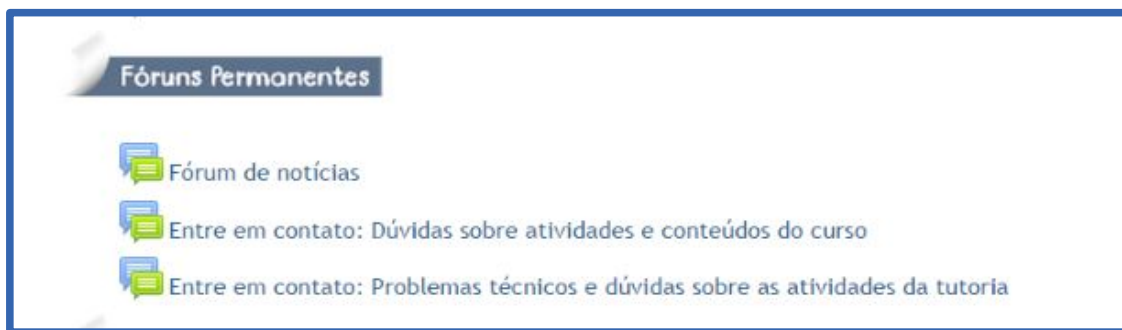 Fóruns Permanentes
Fórum de notícias
Entre em contato: Dúvidas sobre atividades e conteúdos do curso
Entre em contato: Problemas técnicos e dúvidas sobre as atividades da tutoria